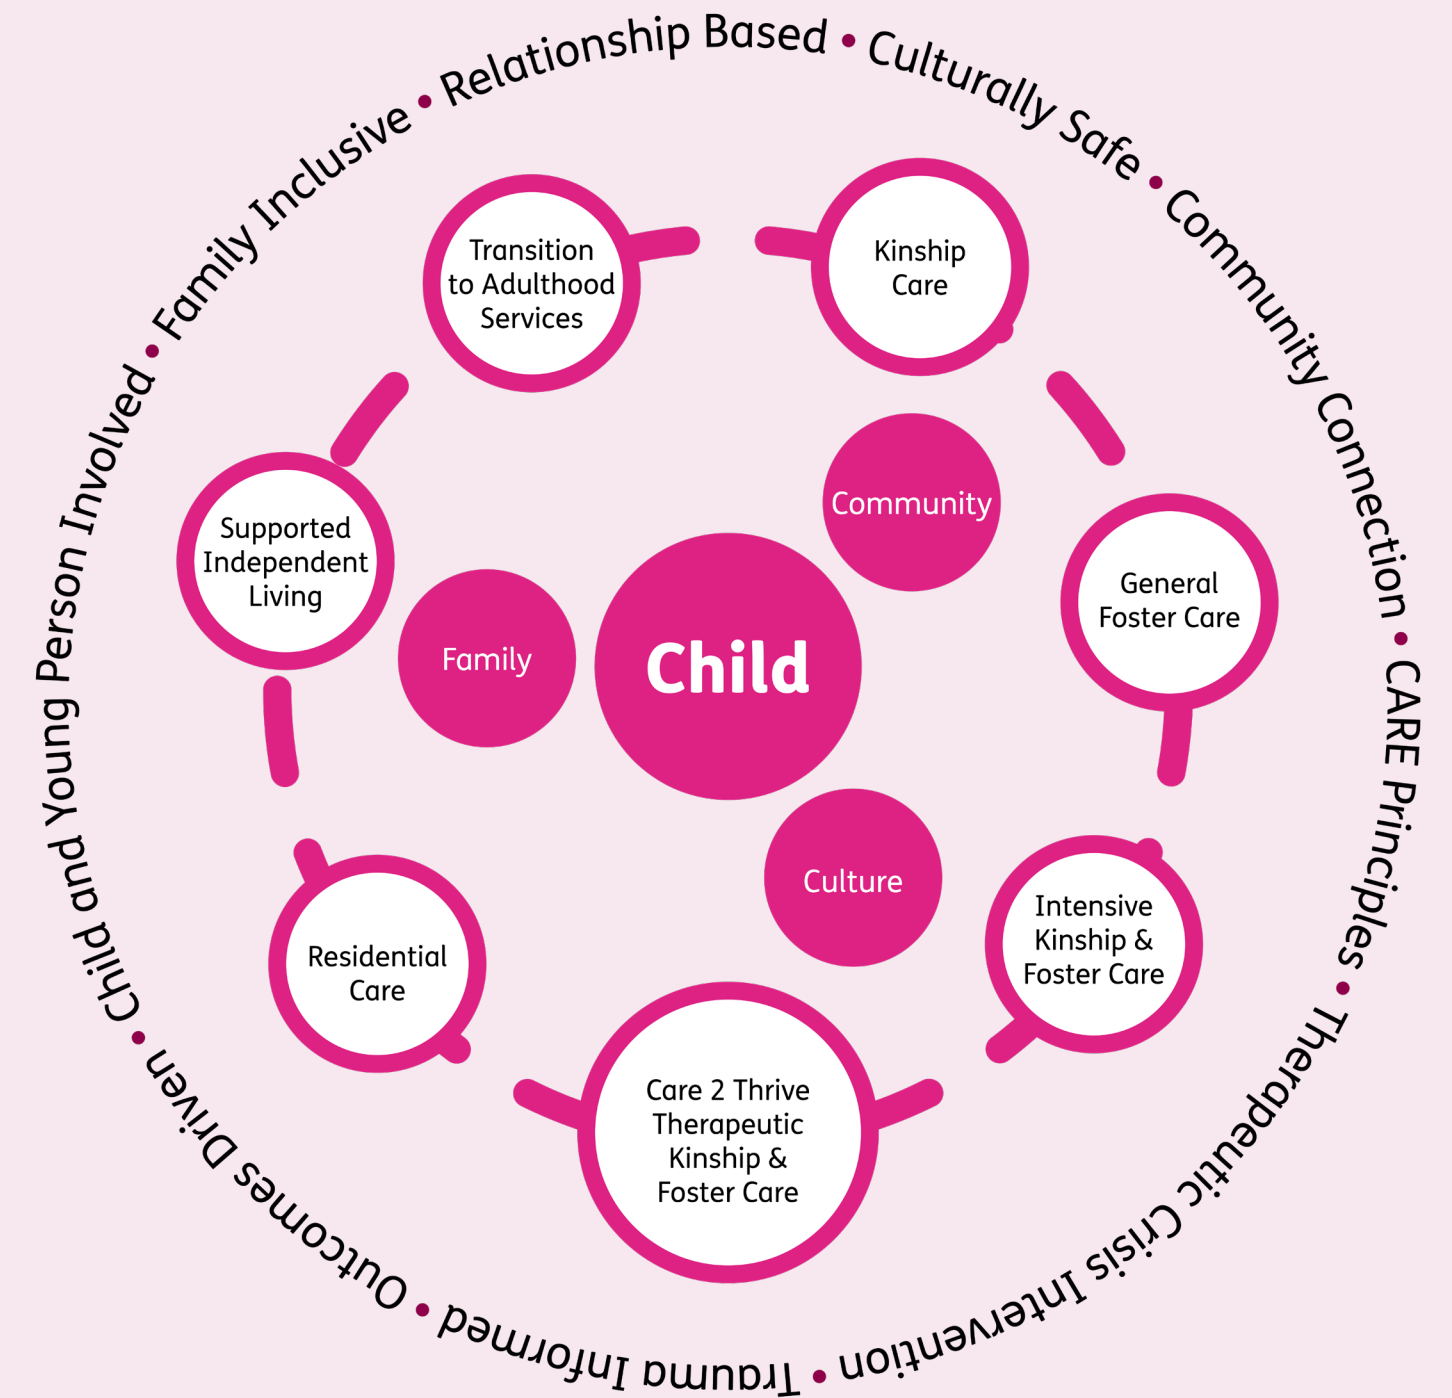 Relationship Based • Culturally Safe • Community Connection • CARE Principles • Therapeutic Crisis Intervention • Trauma Informed • Outcomes Driven • Child and Young Person Involved • Family Inclusive •
Transition
to Adulthood
Services
Kinship
Care
Community
General
Foster Care
Supported
Independent
Living
Family
Child
Culture
Intensive
Kinship &
Foster Care
Residential
Care
Care 2 Thrive
Therapeutic
Kinship &
Foster Care